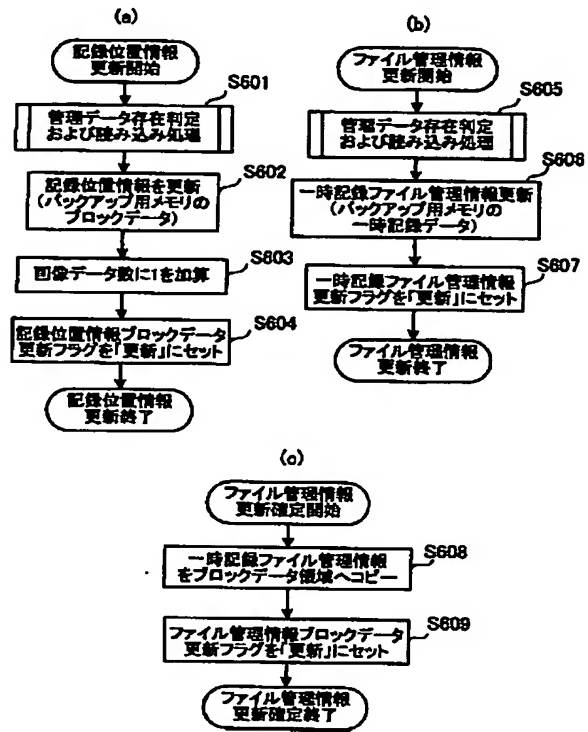 (a)
記録位置情報
更新開始
S601
管理データ存在判定
および読み込み処理
S602
記録位置情報を更新
(バックアップ用メモリの
ブロックデータ)
S603
画像データ数に1を加算
S604
記録位置情報ブロックデータ
更新フラグを「更新」にセット
記録位置情報
更新終了
(b)
ファイル管理情報
更新開始
S605
管理データ存在判定
および読み込み処理
S606
一時記録ファイル管理情報更新
(バックアップ用メモリの
一時記録データ)
S607
一時記録ファイル管理情報
更新フラグを「更新」にセット
ファイル管理情報
更新終了
(c)
ファイル管理情報
更新確定開始
S608
一時記録ファイル管理情報
をブロックデータ領域へコピー
S609
ファイル管理情報ブロックデータ
更新フラグを「更新」にセット
ファイル管理情報
更新確定終了